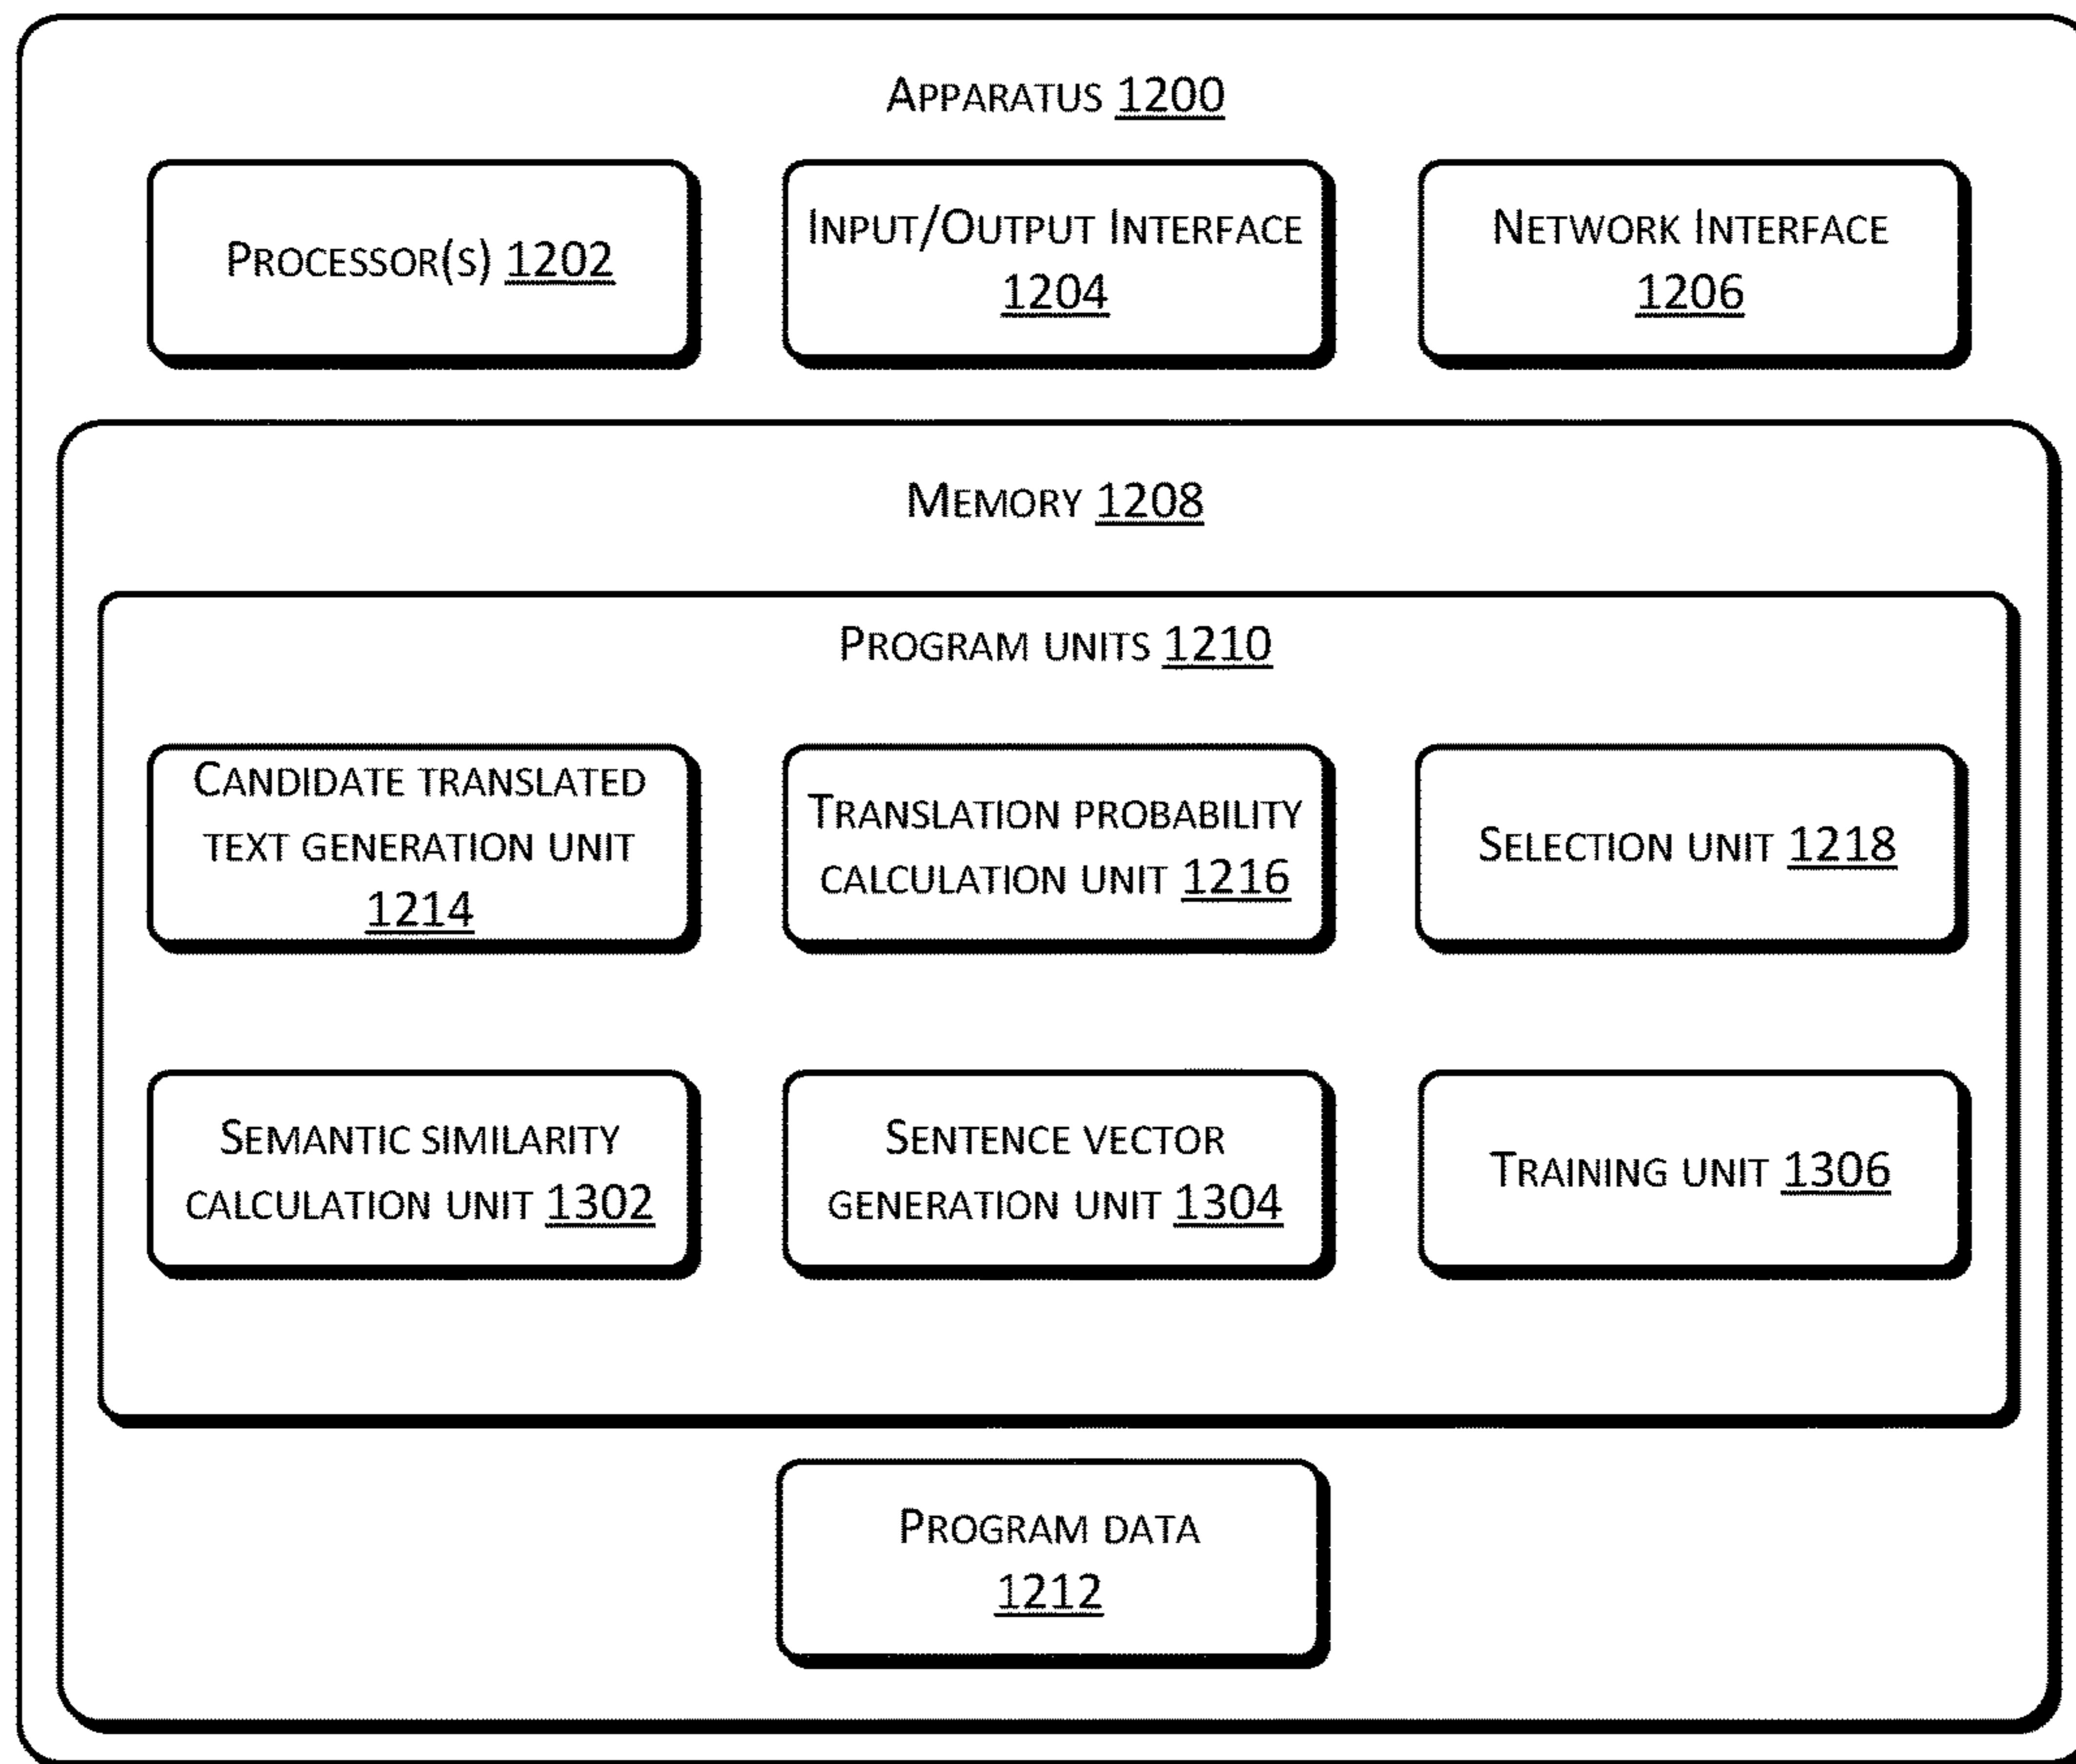 APPARATUS 1200
PROCESSOR(S) 1202
INPUT/OUTPUT INTERFACE
1204
NETWORK INTERFACE
1206
MEMORY 1208
PROGRAM UNITS 1210
CANDIDATE TRANSLATED
TEXT GENERATION UNIT
1214
TRANSLATION PROBABILITY
CALCULATION UNIT 1216
SELECTION UNIT 1218
SEMANTIC SIMILARITY
CALCULATION UNIT 1302
SENTENCE VECTOR
GENERATION UNIT 1304
TRAINING UNIT 1306
PROGRAM DATA
1212